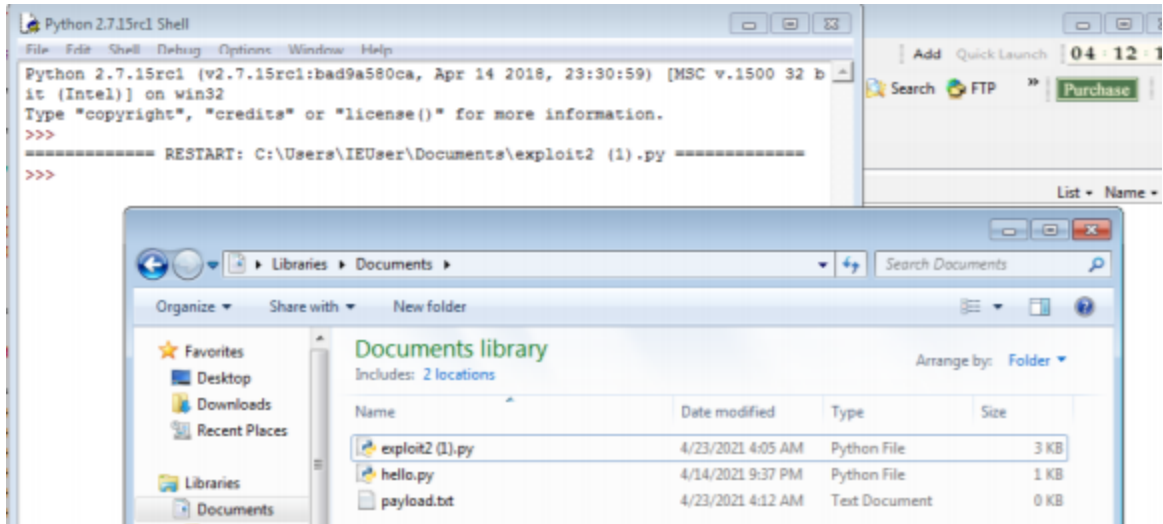 Python 2.7.15rc1 Shell
File Edit Shell Debug Options Window Help
Python 2.7.15rc1 (v2.7.15rc1:bad9a580ca, Apr 14 2018, 23:30:59) [MSC v.1500 32 b
it (Intel)] on win32
Type "copyright", "credits" or "license()" for more information.
>>>
============= RESTART: C:\Users\IEUser\Documents\exploit2 (1).py =============
>>>
Add Quick Launch 04 : 12 : 1
Search FTP » Purchase
List Name
Libraries Documents Search Documents
Organize Share with New folder
Favorites
Desktop
Downloads
Recent Places
Libraries
Documents
Documents library
Includes: 2 locations
Arrange by: Folder
Name Date modified Type Size
exploit2 (1).py 4/23/2021 4:05 AM Python File 3 KB
hello.py 4/14/2021 9:37 PM Python File 1 KB
payload.txt 4/23/2021 4:12 AM Text Document 0 KB